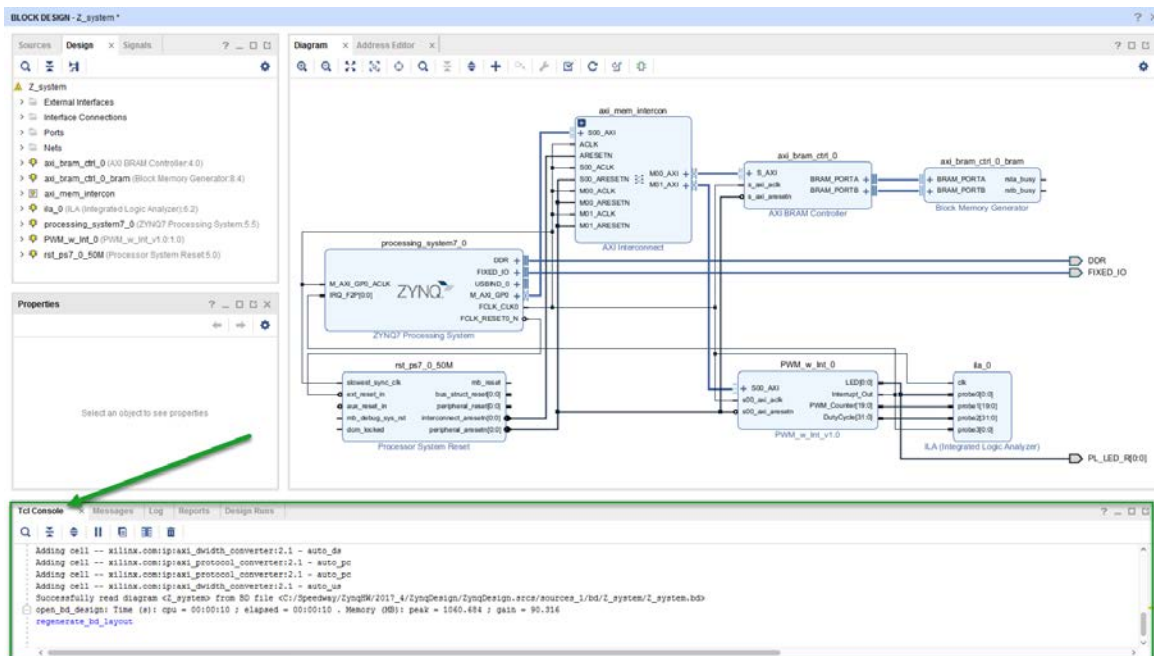 BLOCK DESIGN - Z_system *
Sources Design Signals
Z_system
External Interfaces
Interface Connections
Ports
Nets
axi_bram_ctrl_0 (AXI BRAM Controller:4.0)
axi_bram_ctrl_0_bram (Block Memory Generator:8.4)
axi_mem_intercon
ila_0 (ILA (Integrated Logic Analyzer):6.2)
processing_system7_0 (ZYNQ7 Processing System:5.5)
PWM_w_Int_0 (PWM_w_Int_v1.0:1.0)
rst_ps7_0_50M (Processor System Reset:5.0)
Properties
Select an object to see properties
Diagram Address Editor
axi_mem_intercon
S00_AXI
ACLK
ARESETN
S00_ACLK
S00_ARESETN
M00_ACLK
M00_ARESETN
M01_ACLK
M01_ARESETN
M00_AXI
M01_AXI
AXI Interconnect
axi_bram_ctrl_0
S_AXI
s_axi_aclk
s_axi_aresetn
BRAM_PORTA
BRAM_PORTB
AXI BRAM Controller
axi_bram_ctrl_0_bram
BRAM_PORTA
BRAM_PORTB
rsta_busy
rstb_busy
Block Memory Generator
processing_system7_0
M_AXI_GP0_ACLK
IRQ_F2P[0:0]
ZYNQ
DDR
FIXED_IO
USBIND_0
M_AXI_GP0
FCLK_CLK0
FCLK_RESET0_N
ZYNQ7 Processing System
DDR
FIXED_IO
rst_ps7_0_50M
slowest_sync_clk
ext_reset_in
aux_reset_in
mb_debug_sys_rst
dcm_locked
mb_reset
bus_struct_reset[0:0]
peripheral_reset[0:0]
interconnect_aresetn[0:0]
peripheral_aresetn[0:0]
Processor System Reset
PWM_w_Int_0
S00_AXI
s00_axi_aclk
s00_axi_aresetn
LED[0:0]
Interrupt_Out
PWM_Counter[19:0]
DutyCycle[31:0]
PWM_w_Int_v1.0
ila_0
clk
probe0[0:0]
probe1[19:0]
probe2[31:0]
probe3[0:0]
ILA (Integrated Logic Analyzer)
PL_LED_R[0:0]
Tcl Console Messages Log Reports Design Runs
Adding cell -- xilinx.com:ip:axi_dwidth_converter:2.1 - auto_ds
Adding cell -- xilinx.com:ip:axi_protocol_converter:2.1 - auto_pc
Adding cell -- xilinx.com:ip:axi_protocol_converter:2.1 - auto_pc
Adding cell -- xilinx.com:ip:axi_dwidth_converter:2.1 - auto_us
Successfully read diagram <Z_system> from BD file <C:/Speedway/ZynqHW/2017_4/ZynqDesign/ZynqDesign.srcs/sources_1/bd/Z_system/Z_system.bd>
open_bd_design: Time (s): cpu = 00:00:10 ; elapsed = 00:00:10 . Memory (MB): peak = 1060.684 ; gain = 90.316
regenerate_bd_layout